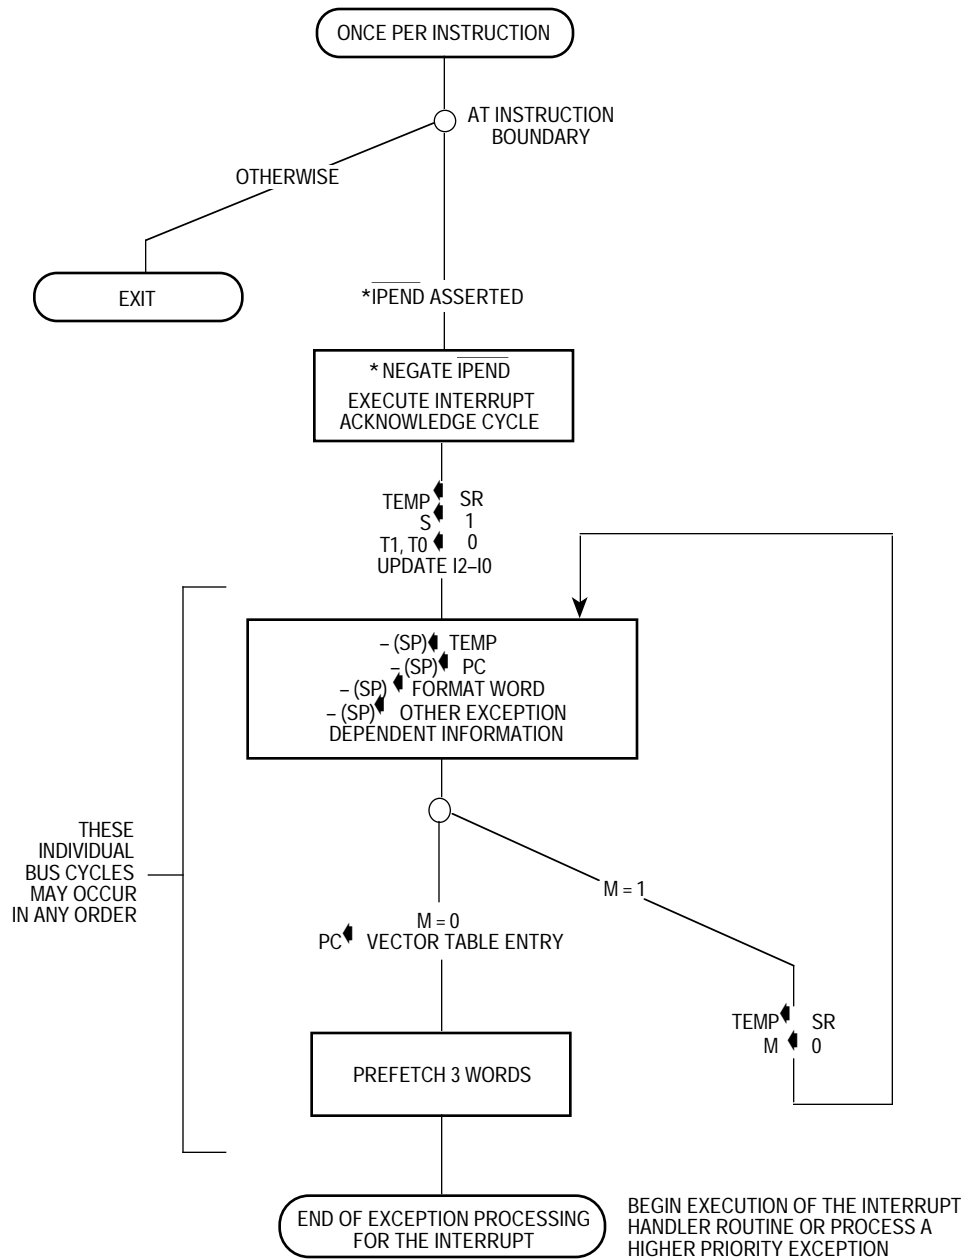 ONCE PER INSTRUCTION
AT INSTRUCTION
BOUNDARY
OTHERWISE
EXIT
*IPEND ASSERTED
* NEGATE IPEND
EXECUTE INTERRUPT
ACKNOWLEDGE CYCLE
TEMP SR
S 1
T1, T0 0
UPDATE I2–I0
– (SP) TEMP
– (SP) PC
– (SP) FORMAT WORD
– (SP) OTHER EXCEPTION
DEPENDENT INFORMATION
THESE
INDIVIDUAL
BUS CYCLES
MAY OCCUR
IN ANY ORDER
M = 1
M = 0
PC VECTOR TABLE ENTRY
TEMP SR
M 0
PREFETCH 3 WORDS
END OF EXCEPTION PROCESSING
FOR THE INTERRUPT
BEGIN EXECUTION OF THE INTERRUPT
HANDLER ROUTINE OR PROCESS A
HIGHER PRIORITY EXCEPTION